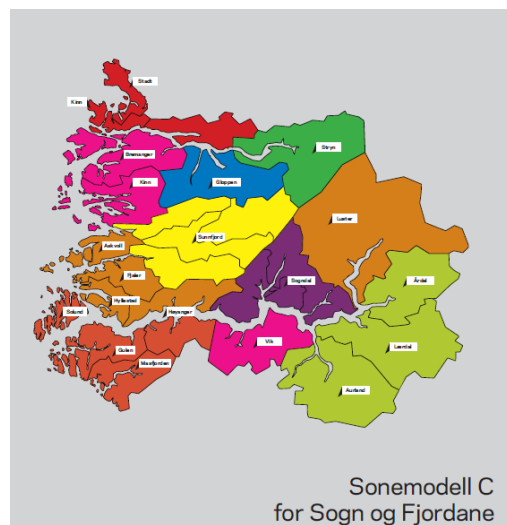 Stadt
Kinn
Stryn
Bremanger
Kinn
Gloppen
Luster
Sunnfjord
Askvoll
Fjaler
Sogndal
Årdal
Hyllestad
Solund
Høyanger
Vik
Lærdal
Gulen
Masfjorden
Aurland
Sonemodell C
for Sogn og Fjordane